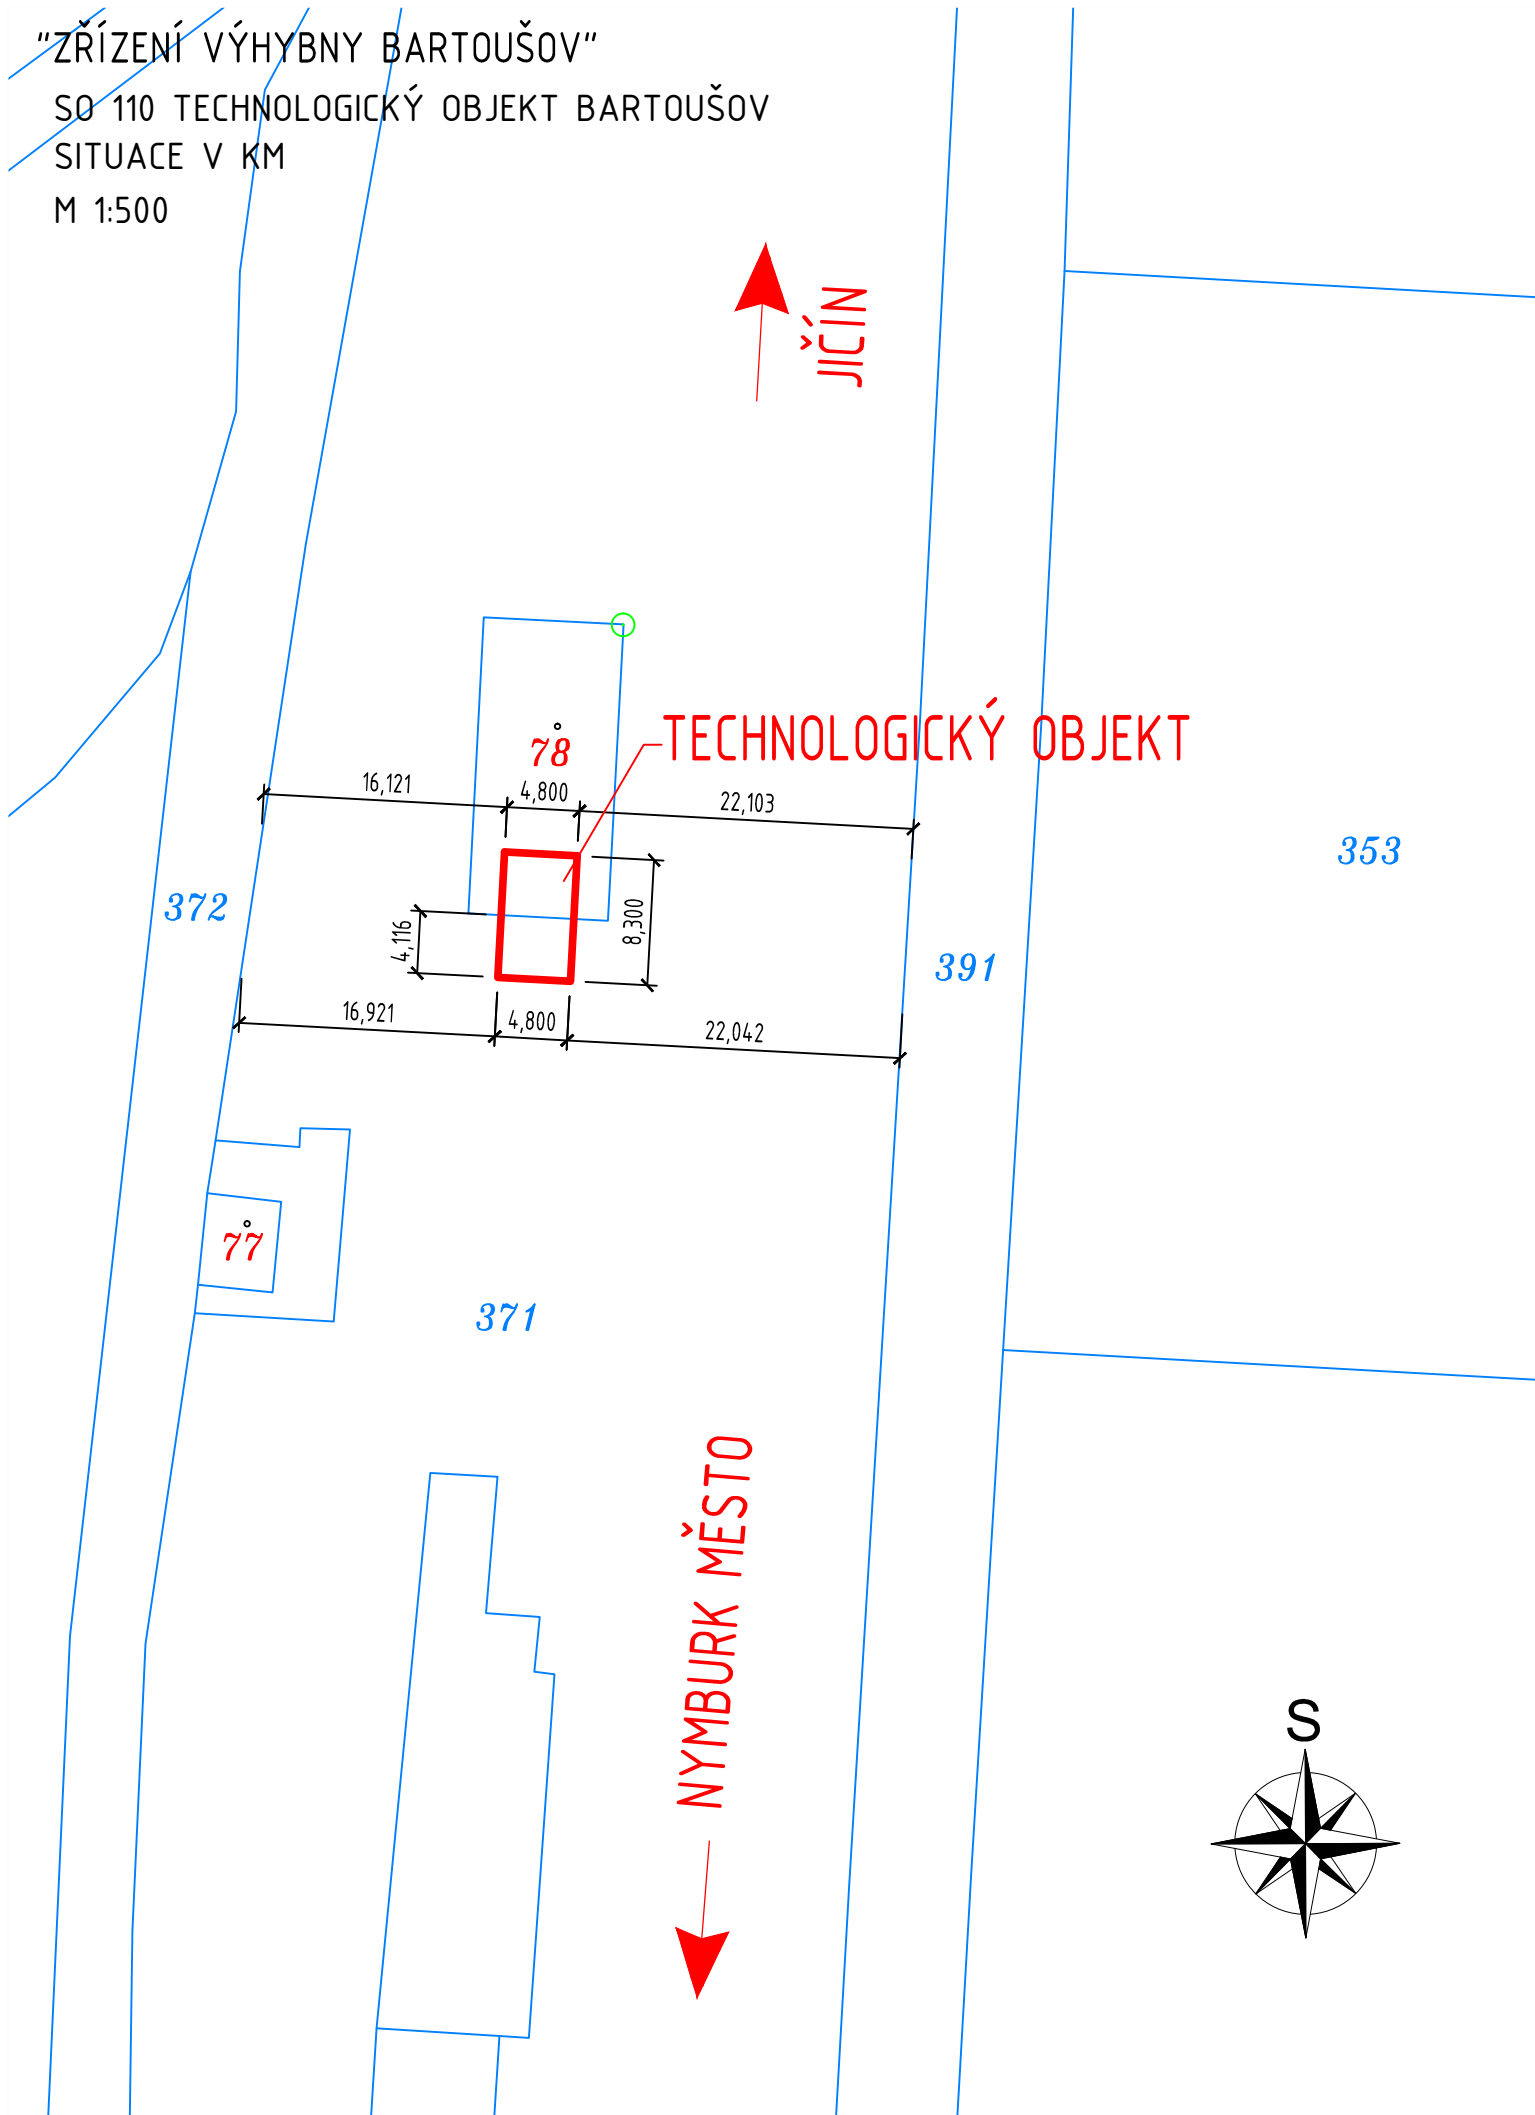 "ZŘÍZENÍ VÝHYBNY BARTOUŠOV"
SO 110 TECHNOLOGICKÝ OBJEKT BARTOUŠOV
SITUACE V KM
M 1:500
JIČÍN
TECHNOLOGICKÝ OBJEKT
78
16,121
4,800
22,103
353
372
4,116
8,300
391
16,921
4,800
22,042
77
371
NYMBURK MĚSTO
S